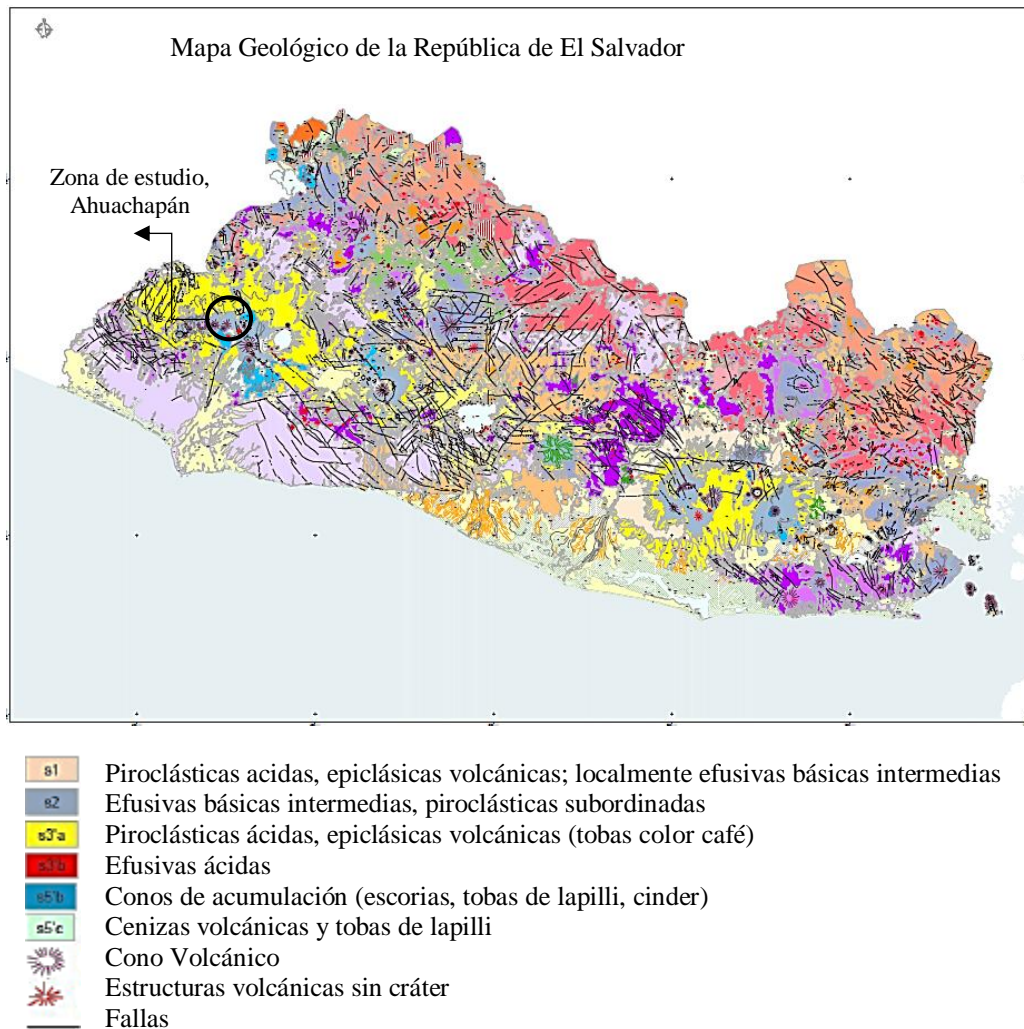 Mapa Geológico de la República de El Salvador
Zona de estudio,
Ahuachapán
s1 Piroclásticas acidas, epiclásicas volcánicas; localmente efusivas básicas intermedias
s2 Efusivas básicas intermedias, piroclásticas subordinadas
s3'a Piroclásticas ácidas, epiclásicas volcánicas (tobas color café)
s3'b Efusivas ácidas
s5'b Conos de acumulación (escorias, tobas de lapilli, cinder)
s5'c Cenizas volcánicas y tobas de lapilli
Cono Volcánico
Estructuras volcánicas sin cráter
Fallas